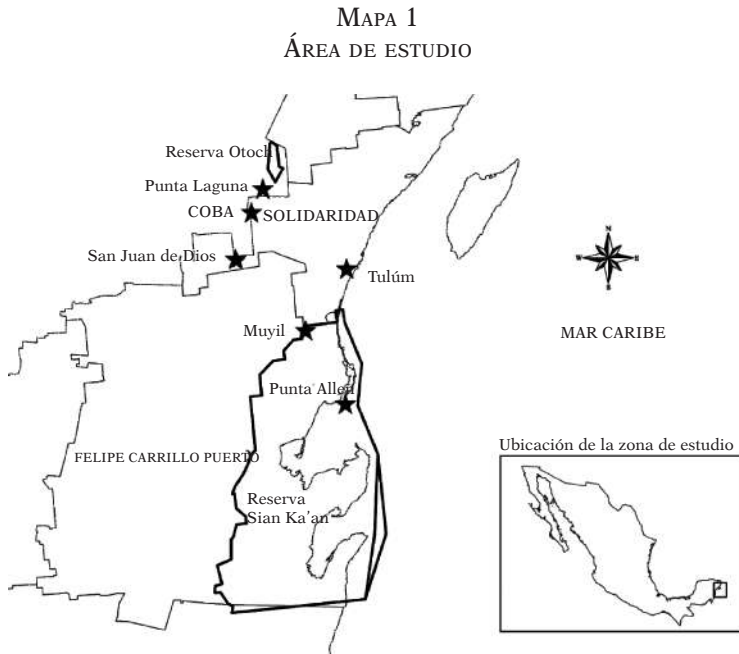 MAPA 1
ÁREA DE ESTUDIO
Reserva Otoch
Punta Laguna
COBA
SOLIDARIDAD
San Juan de Dios
Tulúm
N
W
E
S
Muyil
MAR CARIBE
Punta Allen
FELIPE CARRILLO PUERTO
Ubicación de la zona de estudio
Reserva
Sian Ka'an